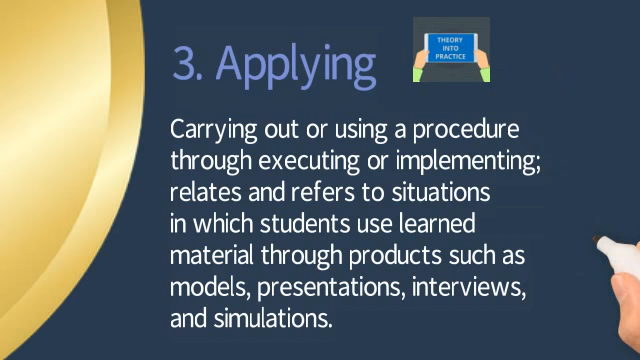 3. Applying
THEORY
INTO
PRACTICE
Carrying out or using a procedure
through executing or implementing;
relates and refers to situations
in which students use learned
material through products such as
models, presentations, interviews,
and simulations.